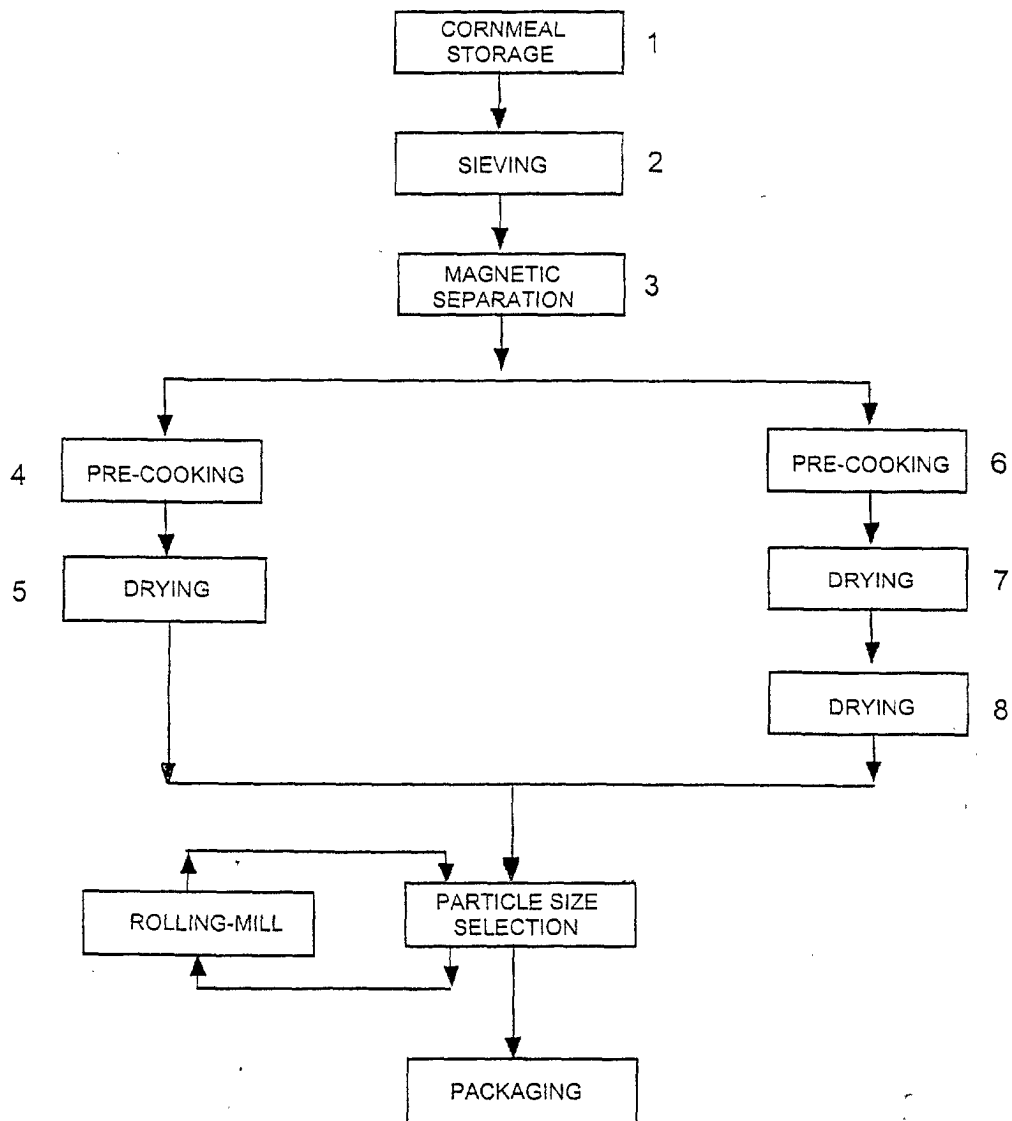 CORNMEAL
STORAGE
1
SIEVING
2
MAGNETIC
SEPARATION
3
4
PRE-COOKING
PRE-COOKING
6
5
DRYING
DRYING
7
DRYING
8
ROLLING-MILL
PARTICLE SIZE
SELECTION
PACKAGING